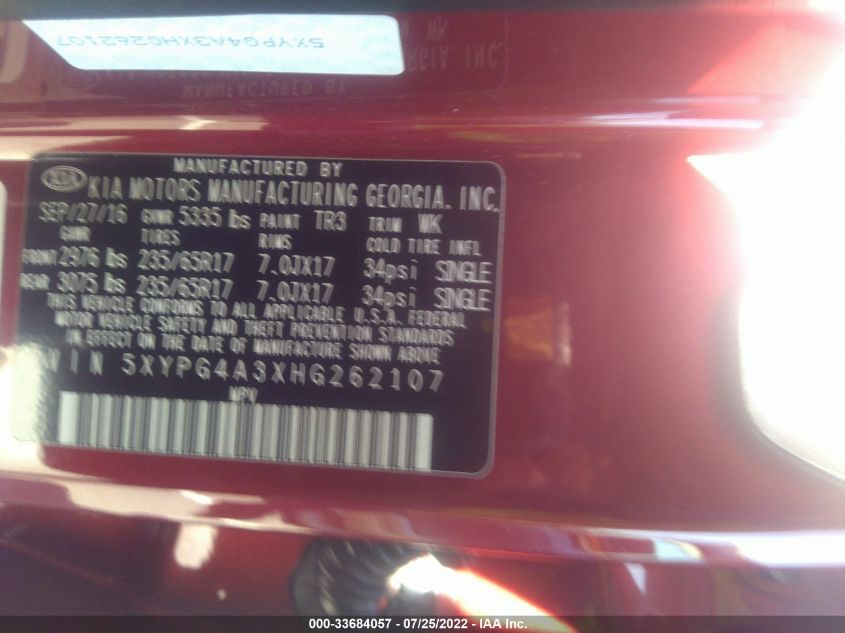 5XYPG4A3XHG262107
MANUFACTURED BY
KIA KIA MOTORS MANUFACTURING GEORGIA, INC.
SEP/27/16 GVWR 5335 lbs PAINT TR3 TRIM WK
GAWR TIRES RIMS COLD TIRE INFL
FRONT 2976 lbs 235/65R17 7.0JX17 34psi SINGLE
REAR 3075 lbs 235/65R17 7.0JX17 34psi SINGLE
THIS VEHICLE CONFORMS TO ALL APPLICABLE U.S.A. FEDERAL
MOTOR VEHICLE SAFETY AND THEFT PREVENTION STANDARDS
IN EFFECT ON THE DATE OF MANUFACTURE SHOWN ABOVE
VIN 5XYPG4A3XHG262107
MPV
000-33684057 - 07/25/2022 - IAA Inc.